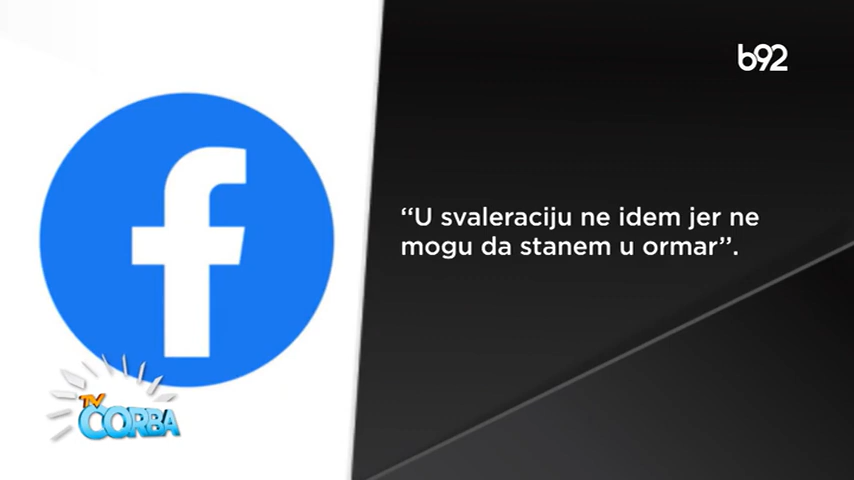 b92
“U svaleraciju ne idem jer ne
mogu da stanem u ormar”.
TV
ČORBA